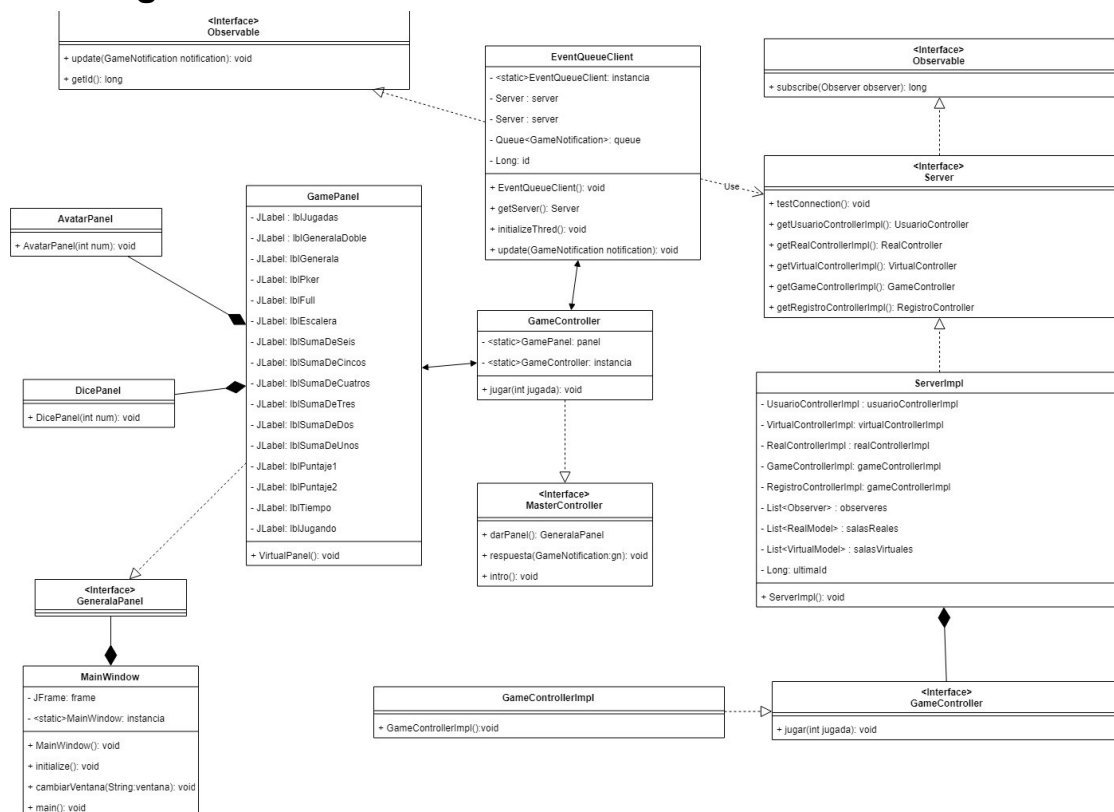 <Interface>
Observable
+ update(GameNotification notification): void
+ getId(): long
EventQueueClient
- <static>EventQueueClient: instancia
- Server : server
- Server : server
- Queue<GameNotification>: queue
- Long: id
+ EventQueueClient(): void
+ getServer(): Server
+ initializeThred(): void
+ update(GameNotification notification): void
<Interface>
Observable
+ subscribe(Observer observer): long
Use
<Interface>
Server
+ testConnection(): void
+ getUsuarioControllerImpl(): UsuarioController
+ getRealControllerImpl(): RealController
+ getVirtualControllerImpl(): VirtualController
+ getGameControllerImpl(): GameController
+ getRegistroControllerImpl(): RegistroController
AvatarPanel
+ AvatarPanel(int num): void
DicePanel
+ DicePanel(int num): void
GamePanel
- JLabel : lblJugadas
- JLabel : lblGeneralaDoble
- JLabel: lblGenerala
- JLabel: lblPker
- JLabel: lblFull
- JLabel: lblEscalera
- JLabel: lblSumaDeSeis
- JLabel: lblSumaDeCincos
- JLabel: lblSumaDeCuatros
- JLabel: lblSumaDeTres
- JLabel: lblSumaDeDos
- JLabel: lblSumaDeUnos
- JLabel: lblPuntaje1
- JLabel: lblPuntaje2
- JLabel: lblTiempo
- JLabel: lblJugando
+ VirtualPanel(): void
GameController
- <static>GamePanel: panel
- <static>GameController: instancia
+ jugar(int jugada): void
<Interface>
MasterController
+ darPanel(): GeneralaPanel
+ respuesta(GameNotification:gn): void
+ intro(): void
ServerImpl
- UsuarioControllerImpl : usuarioControllerImpl
- VirtualControllerImpl: virtualControllerImpl
- RealControllerImpl : realControllerImpl
- GameControllerImpl: gameControllerImpl
- RegistroControllerImpl: gameControllerImpl
- List<Observer> : observeres
- List<RealModel> : salasReales
- List<VirtualModel> : salasVirtuales
- Long: ultimaId
+ ServerImpl(): void
<Interface>
GeneralaPanel
MainWindow
- JFrame: frame
- <static>MainWindow: instancia
+ MainWindow(): void
+ initialize(): void
+ cambiarVentana(String:ventana): void
+ main(): void
GameControllerImpl
+ GameControllerImpl():void
<Interface>
GameController
+ jugar(int jugada): void